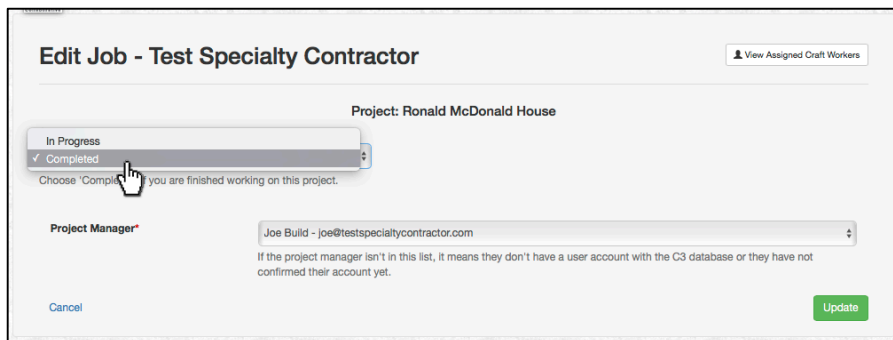 Edit Job - Test Specialty Contractor
View Assigned Craft Workers
Project: Ronald McDonald House
In Progress
✓ Completed
Choose 'Comple if you are finished working on this project.
Project Manager*
Joe Build - joe@testspecialtycontractor.com
If the project manager isn't in this list, it means they don't have a user account with the C3 database or they have not
confirmed their account yet.
Cancel
Update